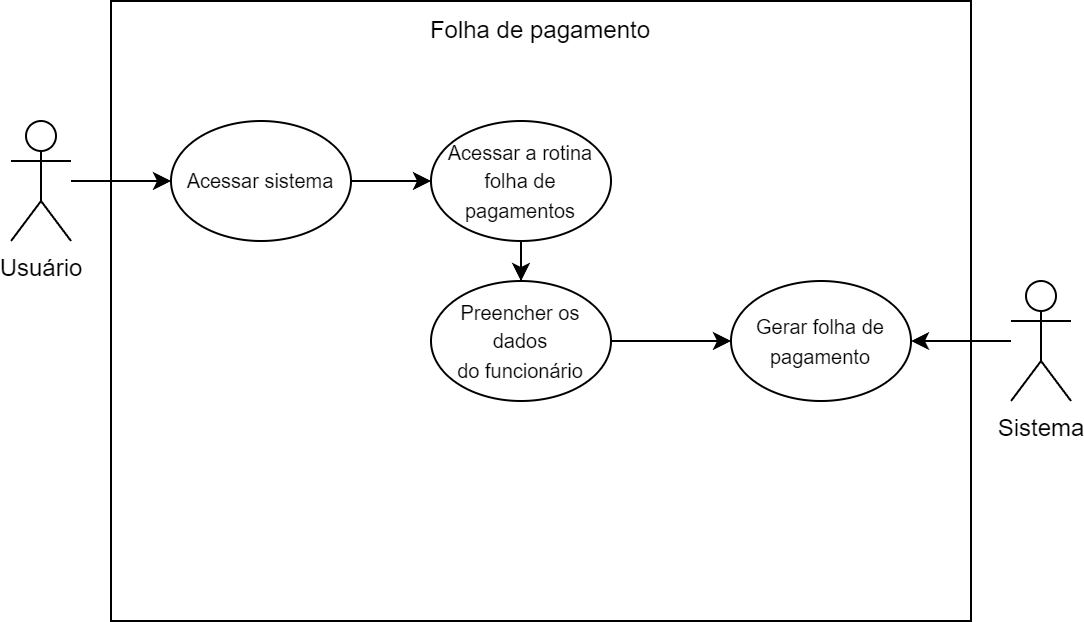 Folha de pagamento
Usuário
Acessar sistema
Acessar a rotina
folha de
pagamentos
Preencher os
dados
do funcionário
Gerar folha de
pagamento
Sistema